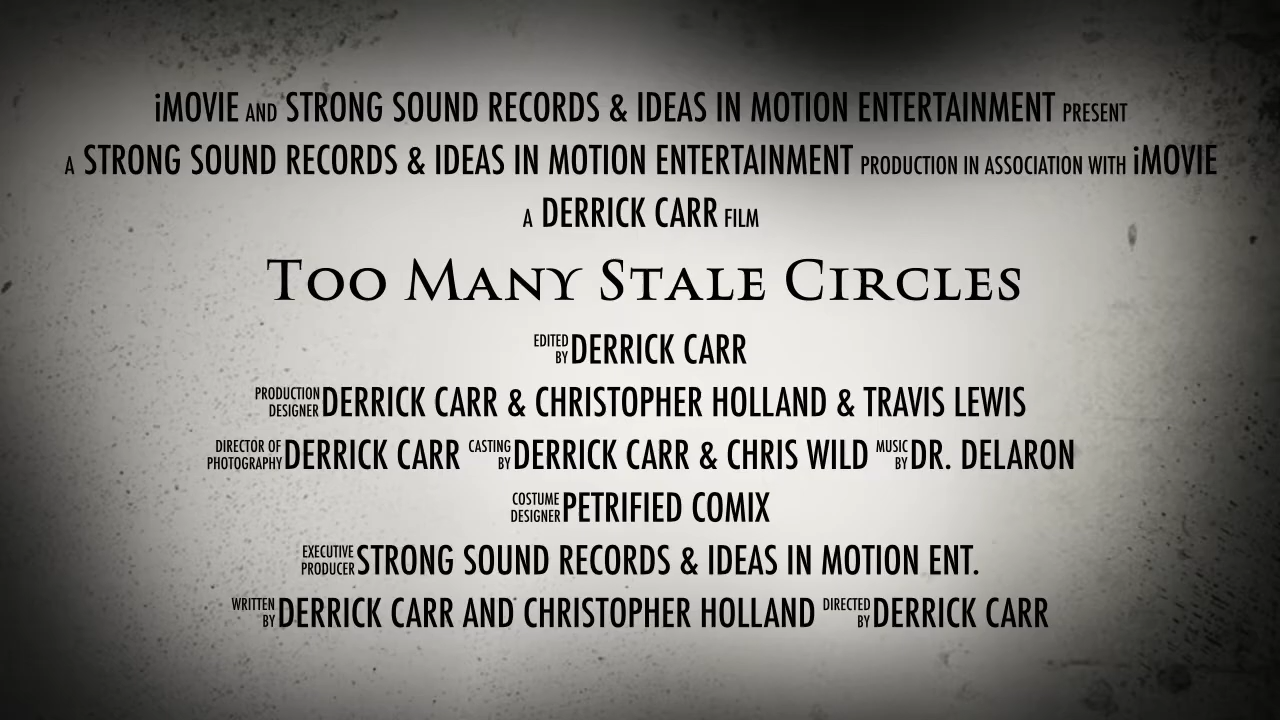 iMOVIE AND STRONG SOUND RECORDS & IDEAS IN MOTION ENTERTAINMENT PRESENT
A STRONG SOUND RECORDS & IDEAS IN MOTION ENTERTAINMENT PRODUCTION IN ASSOCIATION WITH iMOVIE
A DERRICK CARR FILM
TOO MANY STALE CIRCLES
EDITED BY DERRICK CARR
PRODUCTION DESIGNER DERRICK CARR & CHRISTOPHER HOLLAND & TRAVIS LEWIS
DIRECTOR OF PHOTOGRAPHY DERRICK CARR CASTING BY DERRICK CARR & CHRIS WILD MUSIC BY DR. DELARON
COSTUME DESIGNER PETRIFIED COMIX
EXECUTIVE PRODUCER STRONG SOUND RECORDS & IDEAS IN MOTION ENT.
WRITTEN BY DERRICK CARR AND CHRISTOPHER HOLLAND DIRECTED BY DERRICK CARR